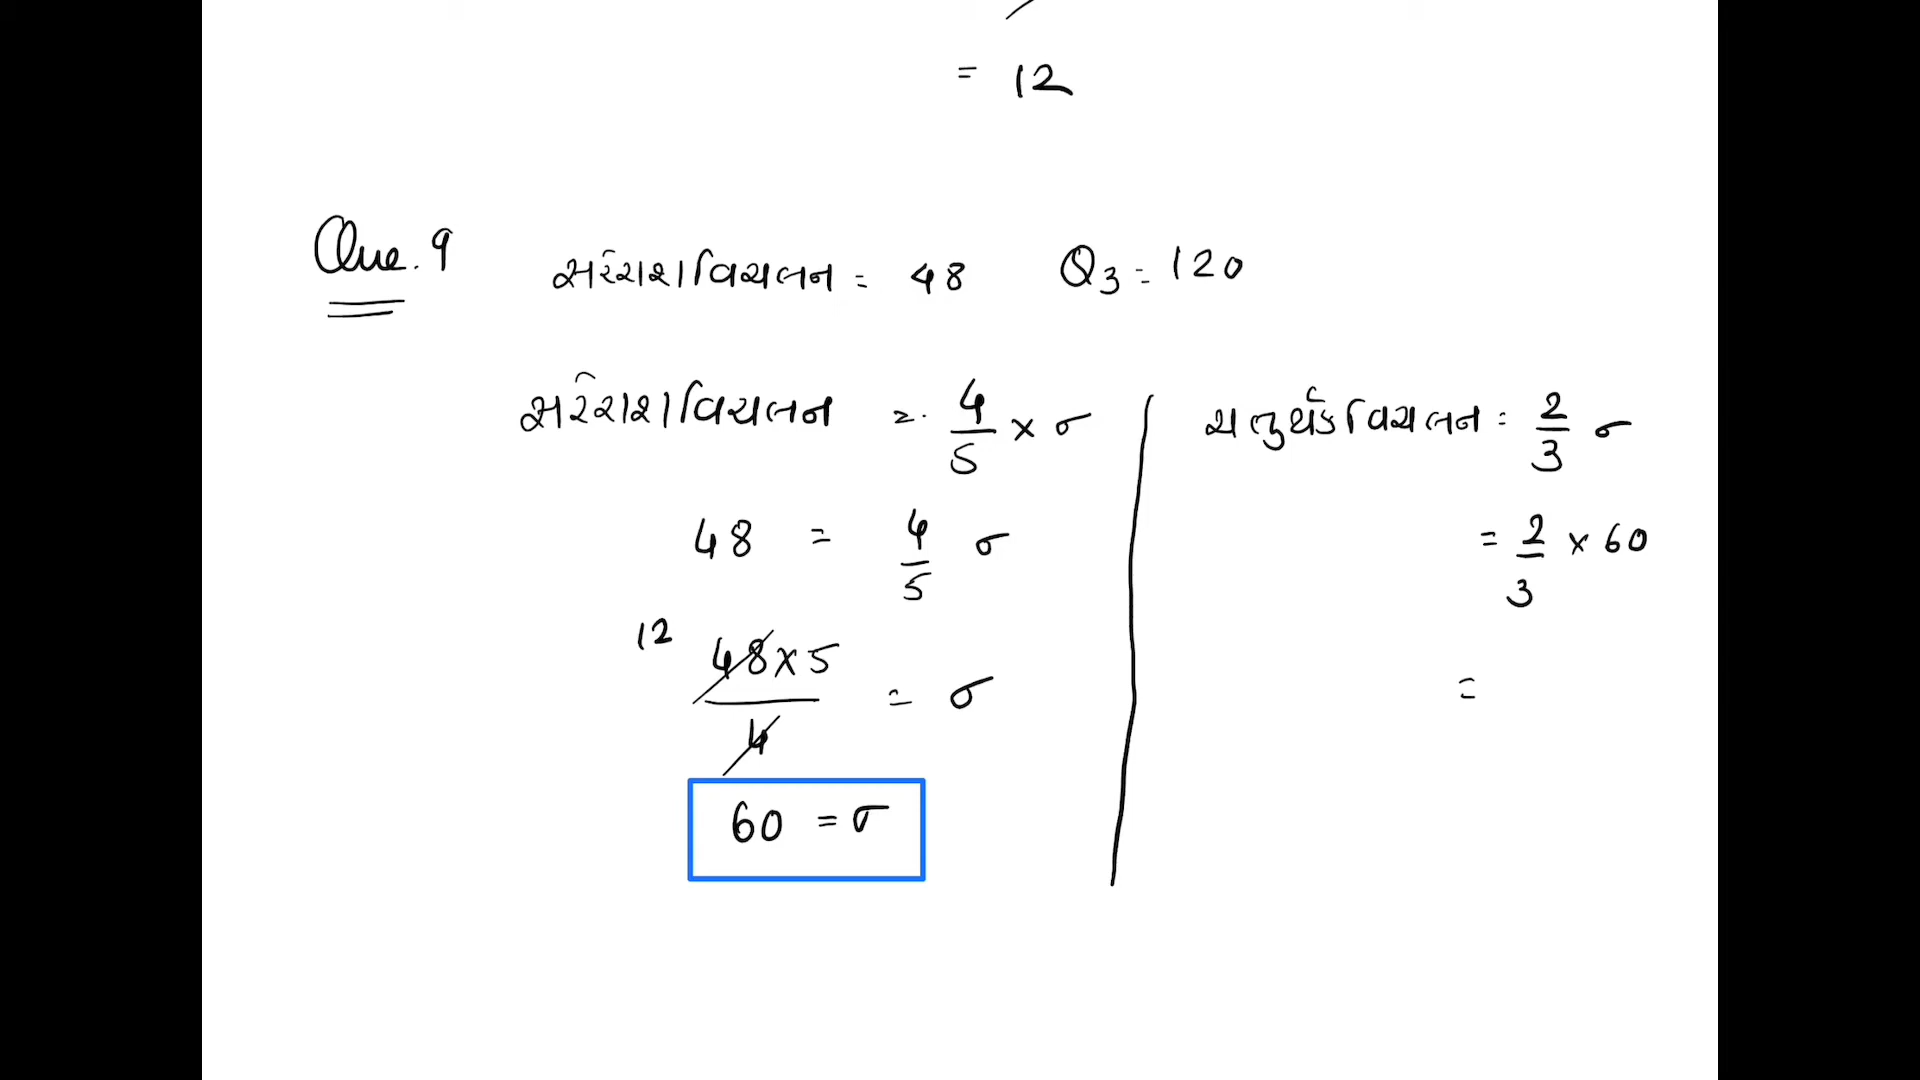 = 12
Que. 9 સરેરાશ વિચલન = 48 Q3 = 120
સરેરાશ વિચલન = 4/5 × σ
48 = 4/5 σ
12
48 × 5 / 4 = σ
60 = σ
ચતુર્થક વિચલન = 2/3 σ
= 2/3 × 60
=